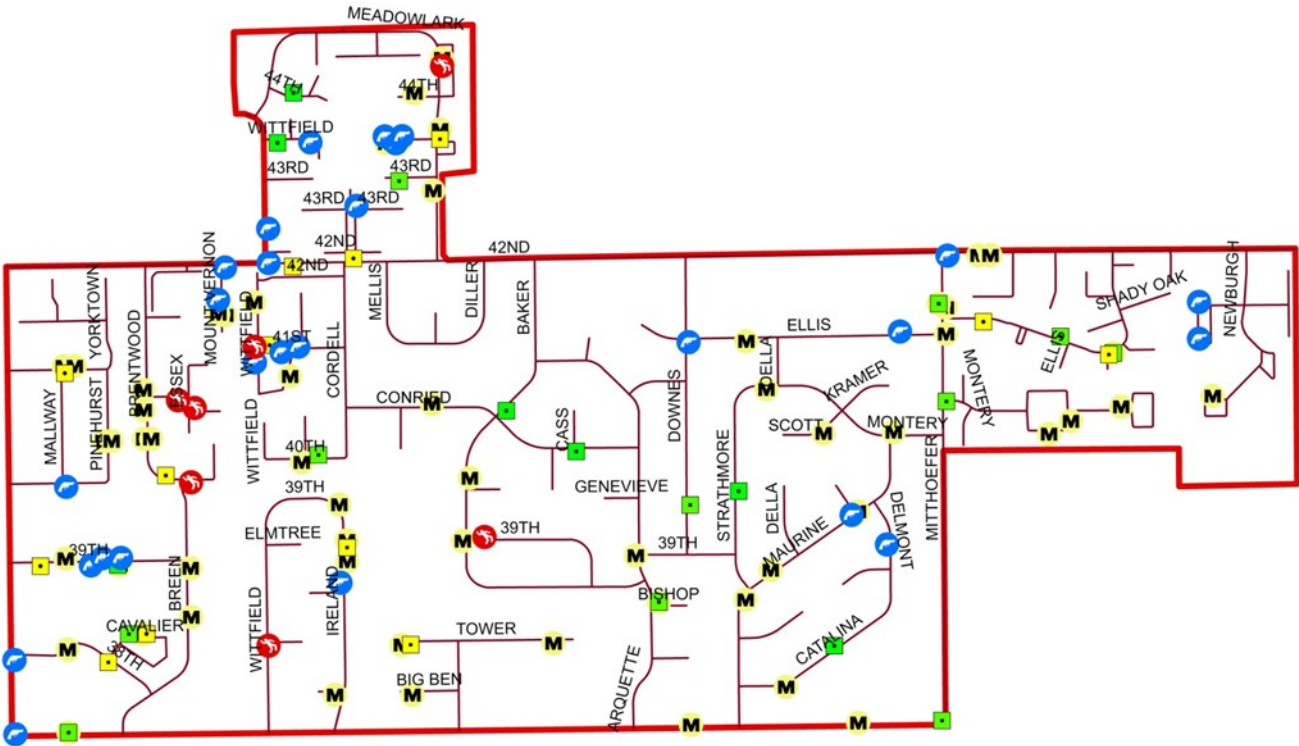 MEADOWLARK
44TH
44TH
M
WITTFIELD
M
43RD
43RD
M
43RD
43RD
42ND
42ND
42ND
MOUNT VERNON
YORKTOWN
MELLIS
DILLER
BAKER
M
M
SHADY OAK
NEWBURGH
WITTFIELD
41ST
CORDELL
M
ELLIS
M
M
ELLIS
BRENTWOOD
ESSEX
DELLA
KRAMER
MONTERY
M
M
M
M
M
CONRIED
M
M
M
M
M
MALLWAY
PINEHURST
M
M
WITTFIELD
CASS
DOWNES
SCOTT
M
MONTERY
M
M
MITTHOEFER
40TH
M
GENEVIEVE
STRATHMORE
DELLA
DELMONT
39TH
M
M
ELMTREE
M
M
M
39TH
M
39TH
MAURINE
M
39TH
M
M
BREEN
IRELAND
M
BISHOP
M
CAVALIER
38TH
M
WITTFIELD
TOWER
M
M
CATALINA
ARQUETTE
M
BIG BEN
M
M
M
M